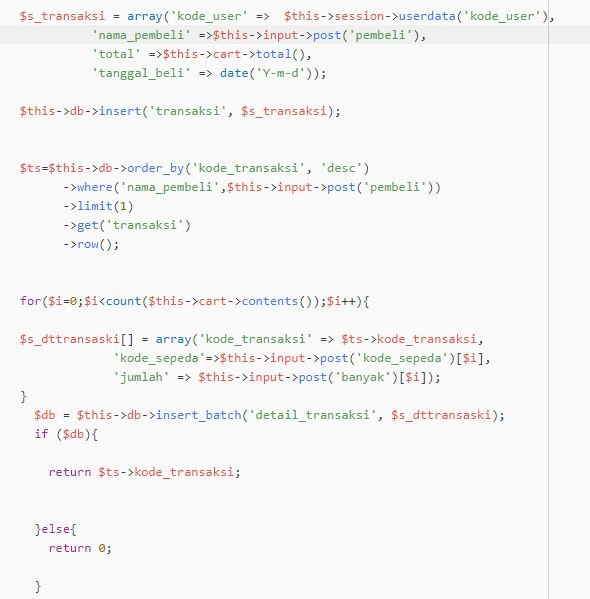 $s_transaksi = array('kode_user' =>  $this->session->userdata('kode_user'),
'nama_pembeli' =>$this->input->post('pembeli'),
'total' =>$this->cart->total(),
'tanggal_beli' => date('Y-m-d'));
$this->db->insert('transaksi', $s_transaksi);
$ts=$this->db->order_by('kode_transaksi', 'desc')
->where('nama_pembeli',$this->input->post('pembeli'))
->limit(1)
->get('transaksi')
->row();
for($i=0;$i<count($this->cart->contents());$i++){
$s_dttransaski[] = array('kode_transaksi' => $ts->kode_transaksi,
'kode_sepeda'=>$this->input->post('kode_sepeda')[$i],
'jumlah' => $this->input->post('banyak')[$i]);
}
$db = $this->db->insert_batch('detail_transaksi', $s_dttransaski);
if ($db){
return $ts->kode_transaksi;
}else{
return 0;
}